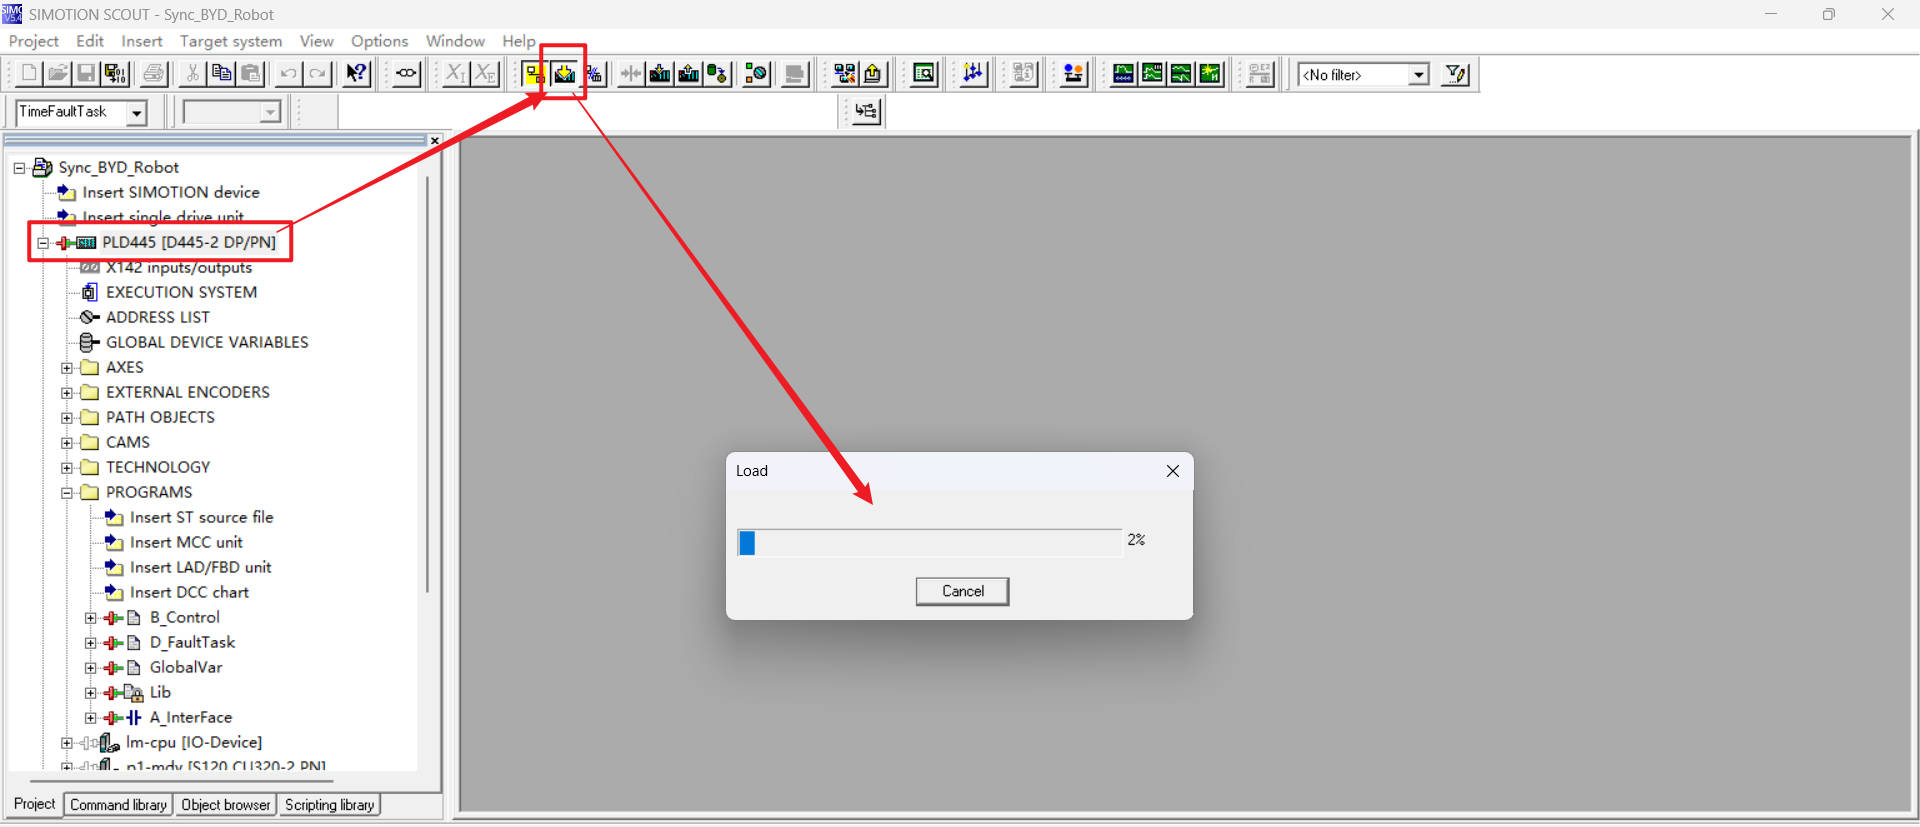 SIMOTION SCOUT - Sync_BYD_Robot
Project Edit Insert Target system View Options Window Help
<No filter>
TimeFaultTask
Sync_BYD_Robot
Insert SIMOTION device
Insert single drive unit
PLD445 [D445-2 DP/PN]
X142 inputs/outputs
EXECUTION SYSTEM
ADDRESS LIST
GLOBAL DEVICE VARIABLES
AXES
EXTERNAL ENCODERS
PATH OBJECTS
CAMS
TECHNOLOGY
PROGRAMS
Insert ST source file
Insert MCC unit
Insert LAD/FBD unit
Insert DCC chart
B_Control
D_FaultTask
GlobalVar
Lib
A_InterFace
lm-cpu [IO-Device]
n1-mdv [S120 CU320-2 PN]
Project Command library Object browser Scripting library
Load
2%
Cancel